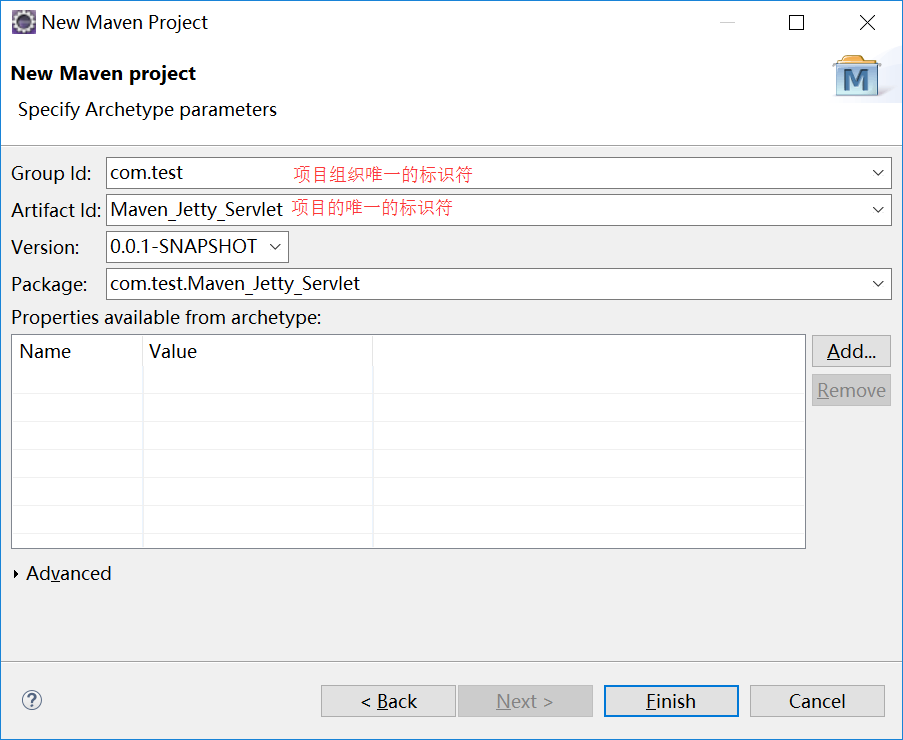 New Maven Project
New Maven project
Specify Archetype parameters
M
Group Id: com.test 项目组织唯一的标识符
Artifact Id: Maven_Jetty_Servlet 项目的唯一的标识符
Version: 0.0.1-SNAPSHOT
Package: com.test.Maven_Jetty_Servlet
Properties available from archetype:
Name Value
Add...
Remove
Advanced
? < Back Next > Finish Cancel